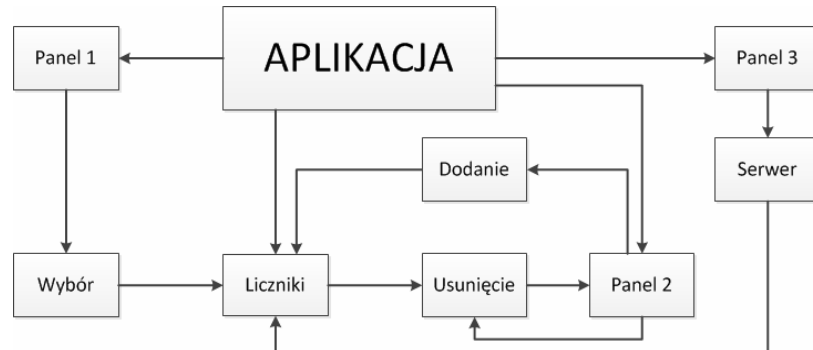 Panel 1
APLIKACJA
Panel 3
Dodanie
Serwer
Wybór
Liczniki
Usunięcie
Panel 2